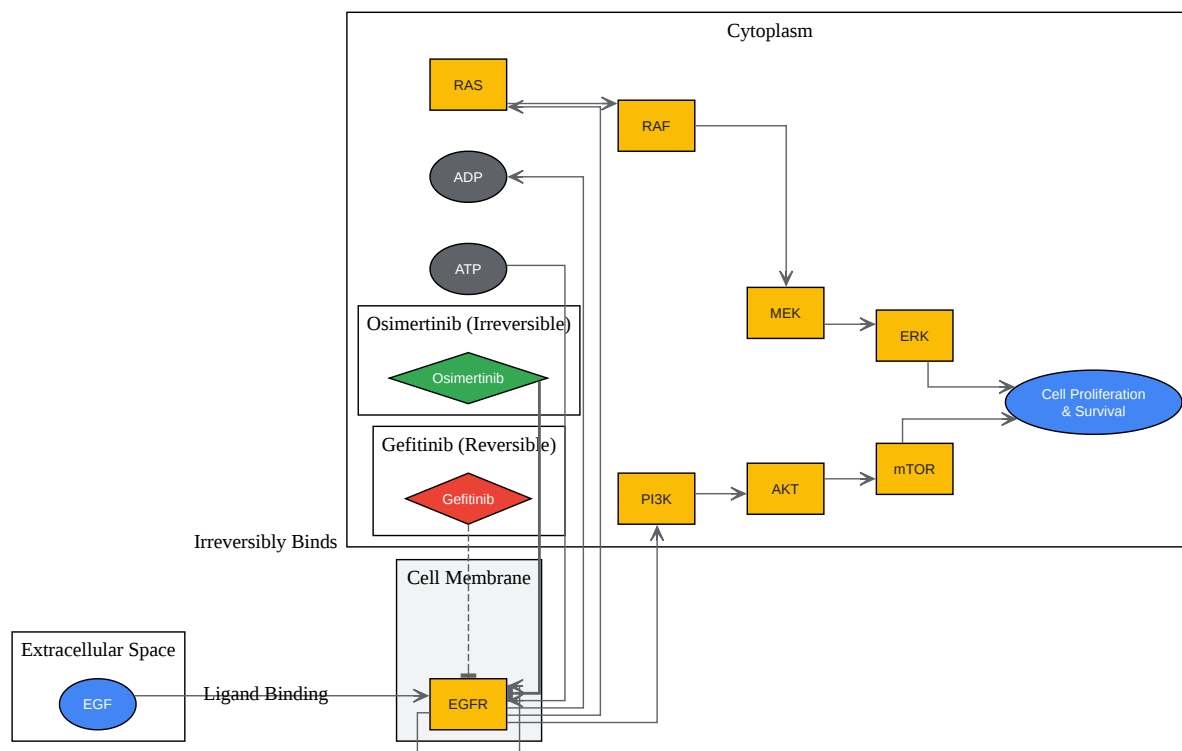 Cytoplasm
RAS
RAF
ADP
ATP
Osimertinib (Irreversible)
Osimertinib
MEK
ERK
Cell Proliferation
& Survival
Gefitinib (Reversible)
Gefitinib
PI3K
AKT
mTOR
Irreversibly Binds
Cell Membrane
Extracellular Space
EGF
Ligand Binding
EGFR